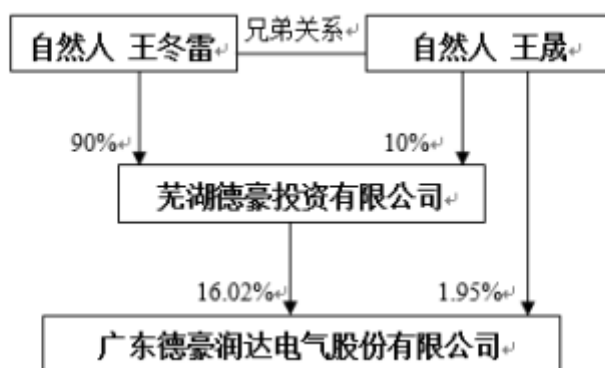 兄弟关系
自然人 王冬雷
自然人 王晟
90%
10%
芜湖德豪投资有限公司
16.02%
1.95%
广东德豪润达电气股份有限公司